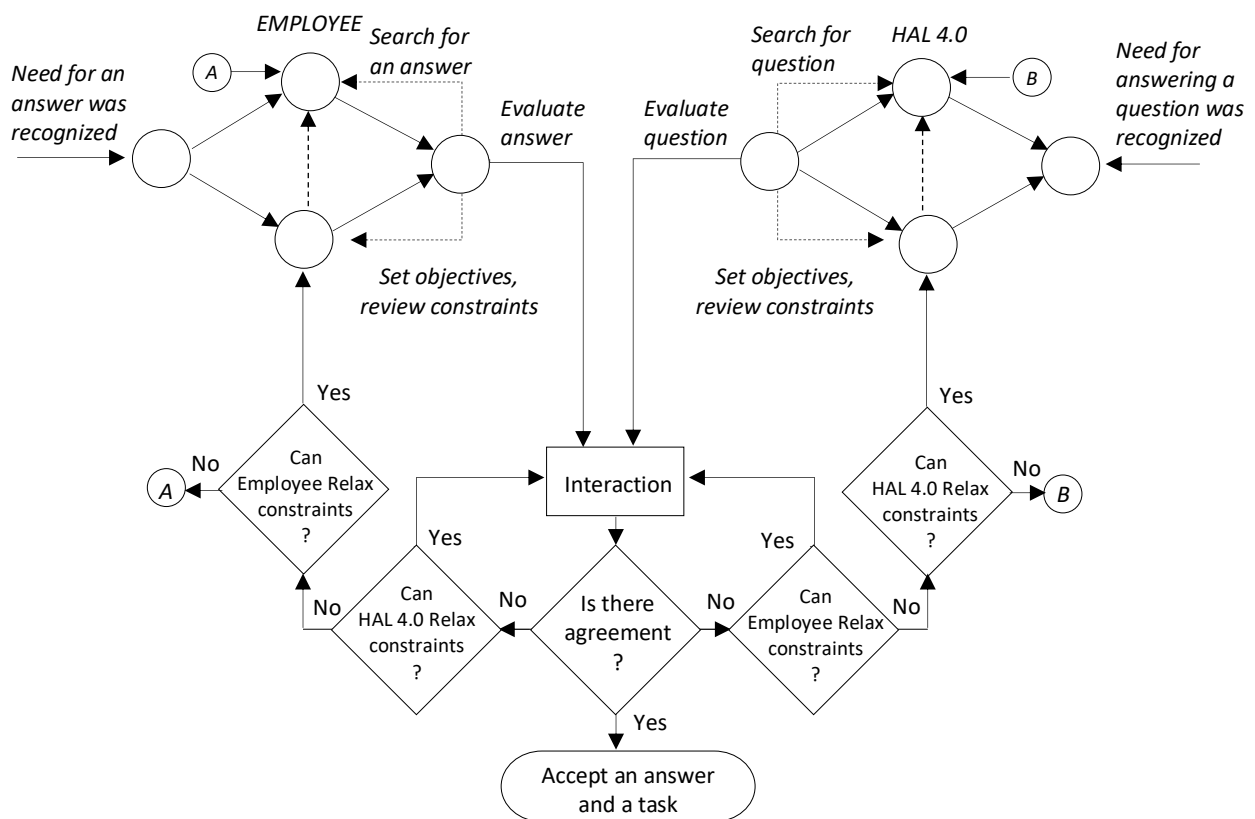 EMPLOYEE
Search for
an answer
A
Need for an
answer was
recognized
Evaluate
answer
Set objectives,
review constraints
Search for
question
HAL 4.0
B
Need for
answering a
question was
recognized
Evaluate
question
Set objectives,
review constraints
Yes
No
A
Can
Employee Relax
constraints
?
Interaction
Yes
Can
HAL 4.0 Relax
constraints
?
No
B
Yes
Yes
No
Can
HAL 4.0 Relax
constraints
?
No
Is there
agreement
?
No
Can
Employee Relax
constraints
?
No
Yes
Accept an answer
and a task